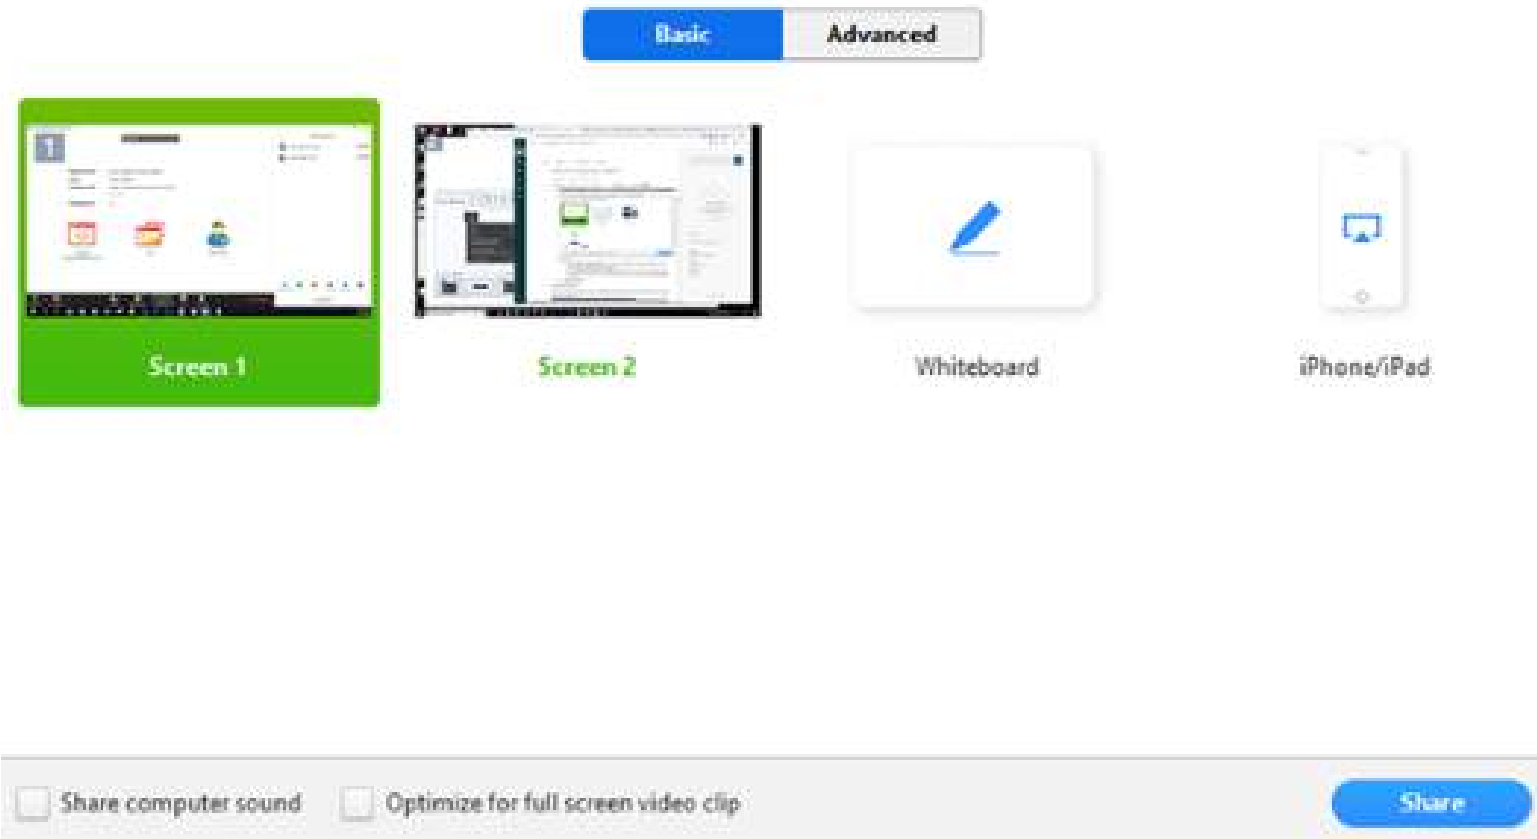 Basic
Advanced
1
Screen 1
Screen 2
Whiteboard
iPhone/iPad
Share computer sound
Optimize for full screen video clip
Share